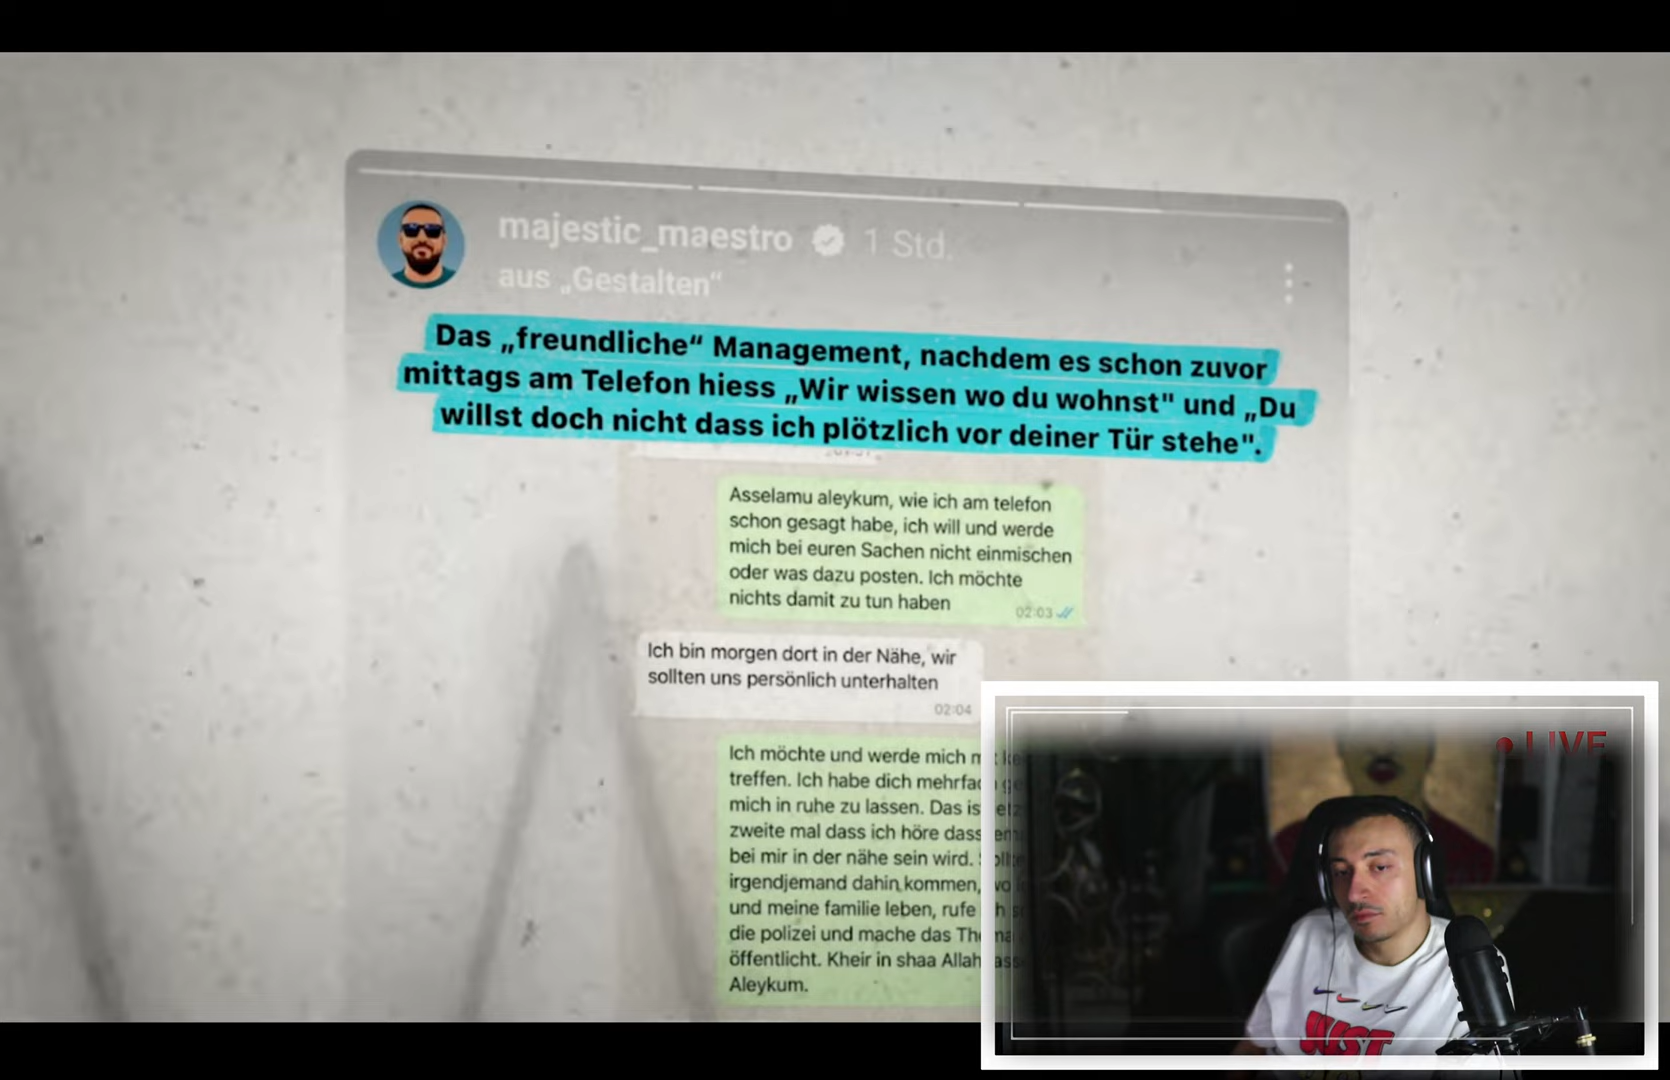 majestic_maestro 1 Std.
aus „Gestalten“
Das „freundliche“ Management, nachdem es schon zuvor
mittags am Telefon hiess „Wir wissen wo du wohnst" und „Du
willst doch nicht dass ich plötzlich vor deiner Tür stehe".
Asselamu aleykum, wie ich am telefon
schon gesagt habe, ich will und werde
mich bei euren Sachen nicht einmischen
oder was dazu posten. Ich möchte
nichts damit zu tun haben
02:03
Ich bin morgen dort in der Nähe, wir
sollten uns persönlich unterhalten
02:04
Ich möchte und werde mich
treffen. Ich habe dich
mich in ruhe zu lassen. Das
zweite mal dass ich höre dass
bei mir in der nähe sein wird.
irgendjemand dahin kommen,
und meine familie leben, rufe
die polizei und mache das
öffentlicht. Kheir in shaa Allah
Aleykum.
LIVE
JUST